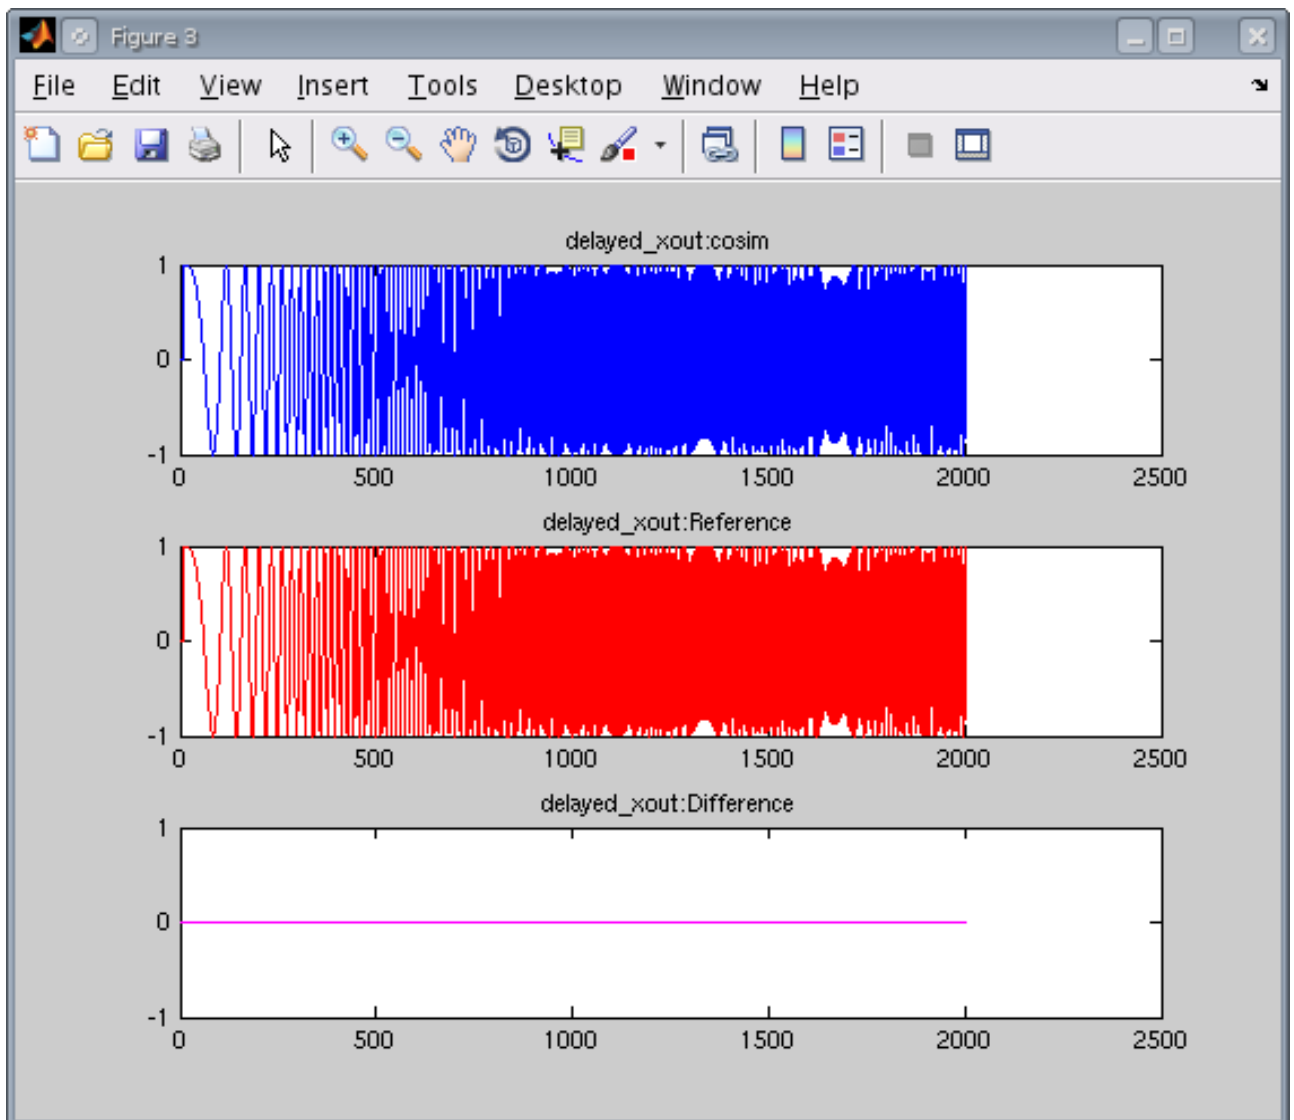 Figure 3
File Edit View Insert Tools Desktop Window Help
delayed_xout:cosim
1
0
-1
0 500 1000 1500 2000 2500
delayed_xout:Reference
1
0
-1
0 500 1000 1500 2000 2500
delayed_xout:Difference
1
0
-1
0 500 1000 1500 2000 2500